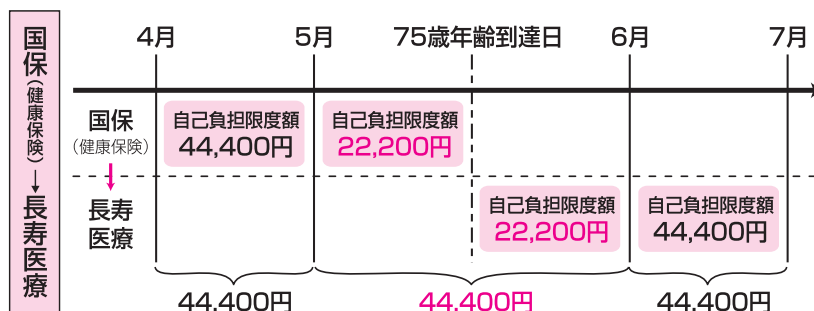 国保(健康保険)→長寿医療
4月 5月 75歳年齢到達日 6月 7月
国保
(健康保険)
自己負担限度額
44,400円
自己負担限度額
22,200円
長寿
医療
自己負担限度額
22,200円
自己負担限度額
44,400円
44,400円 44,400円 44,400円